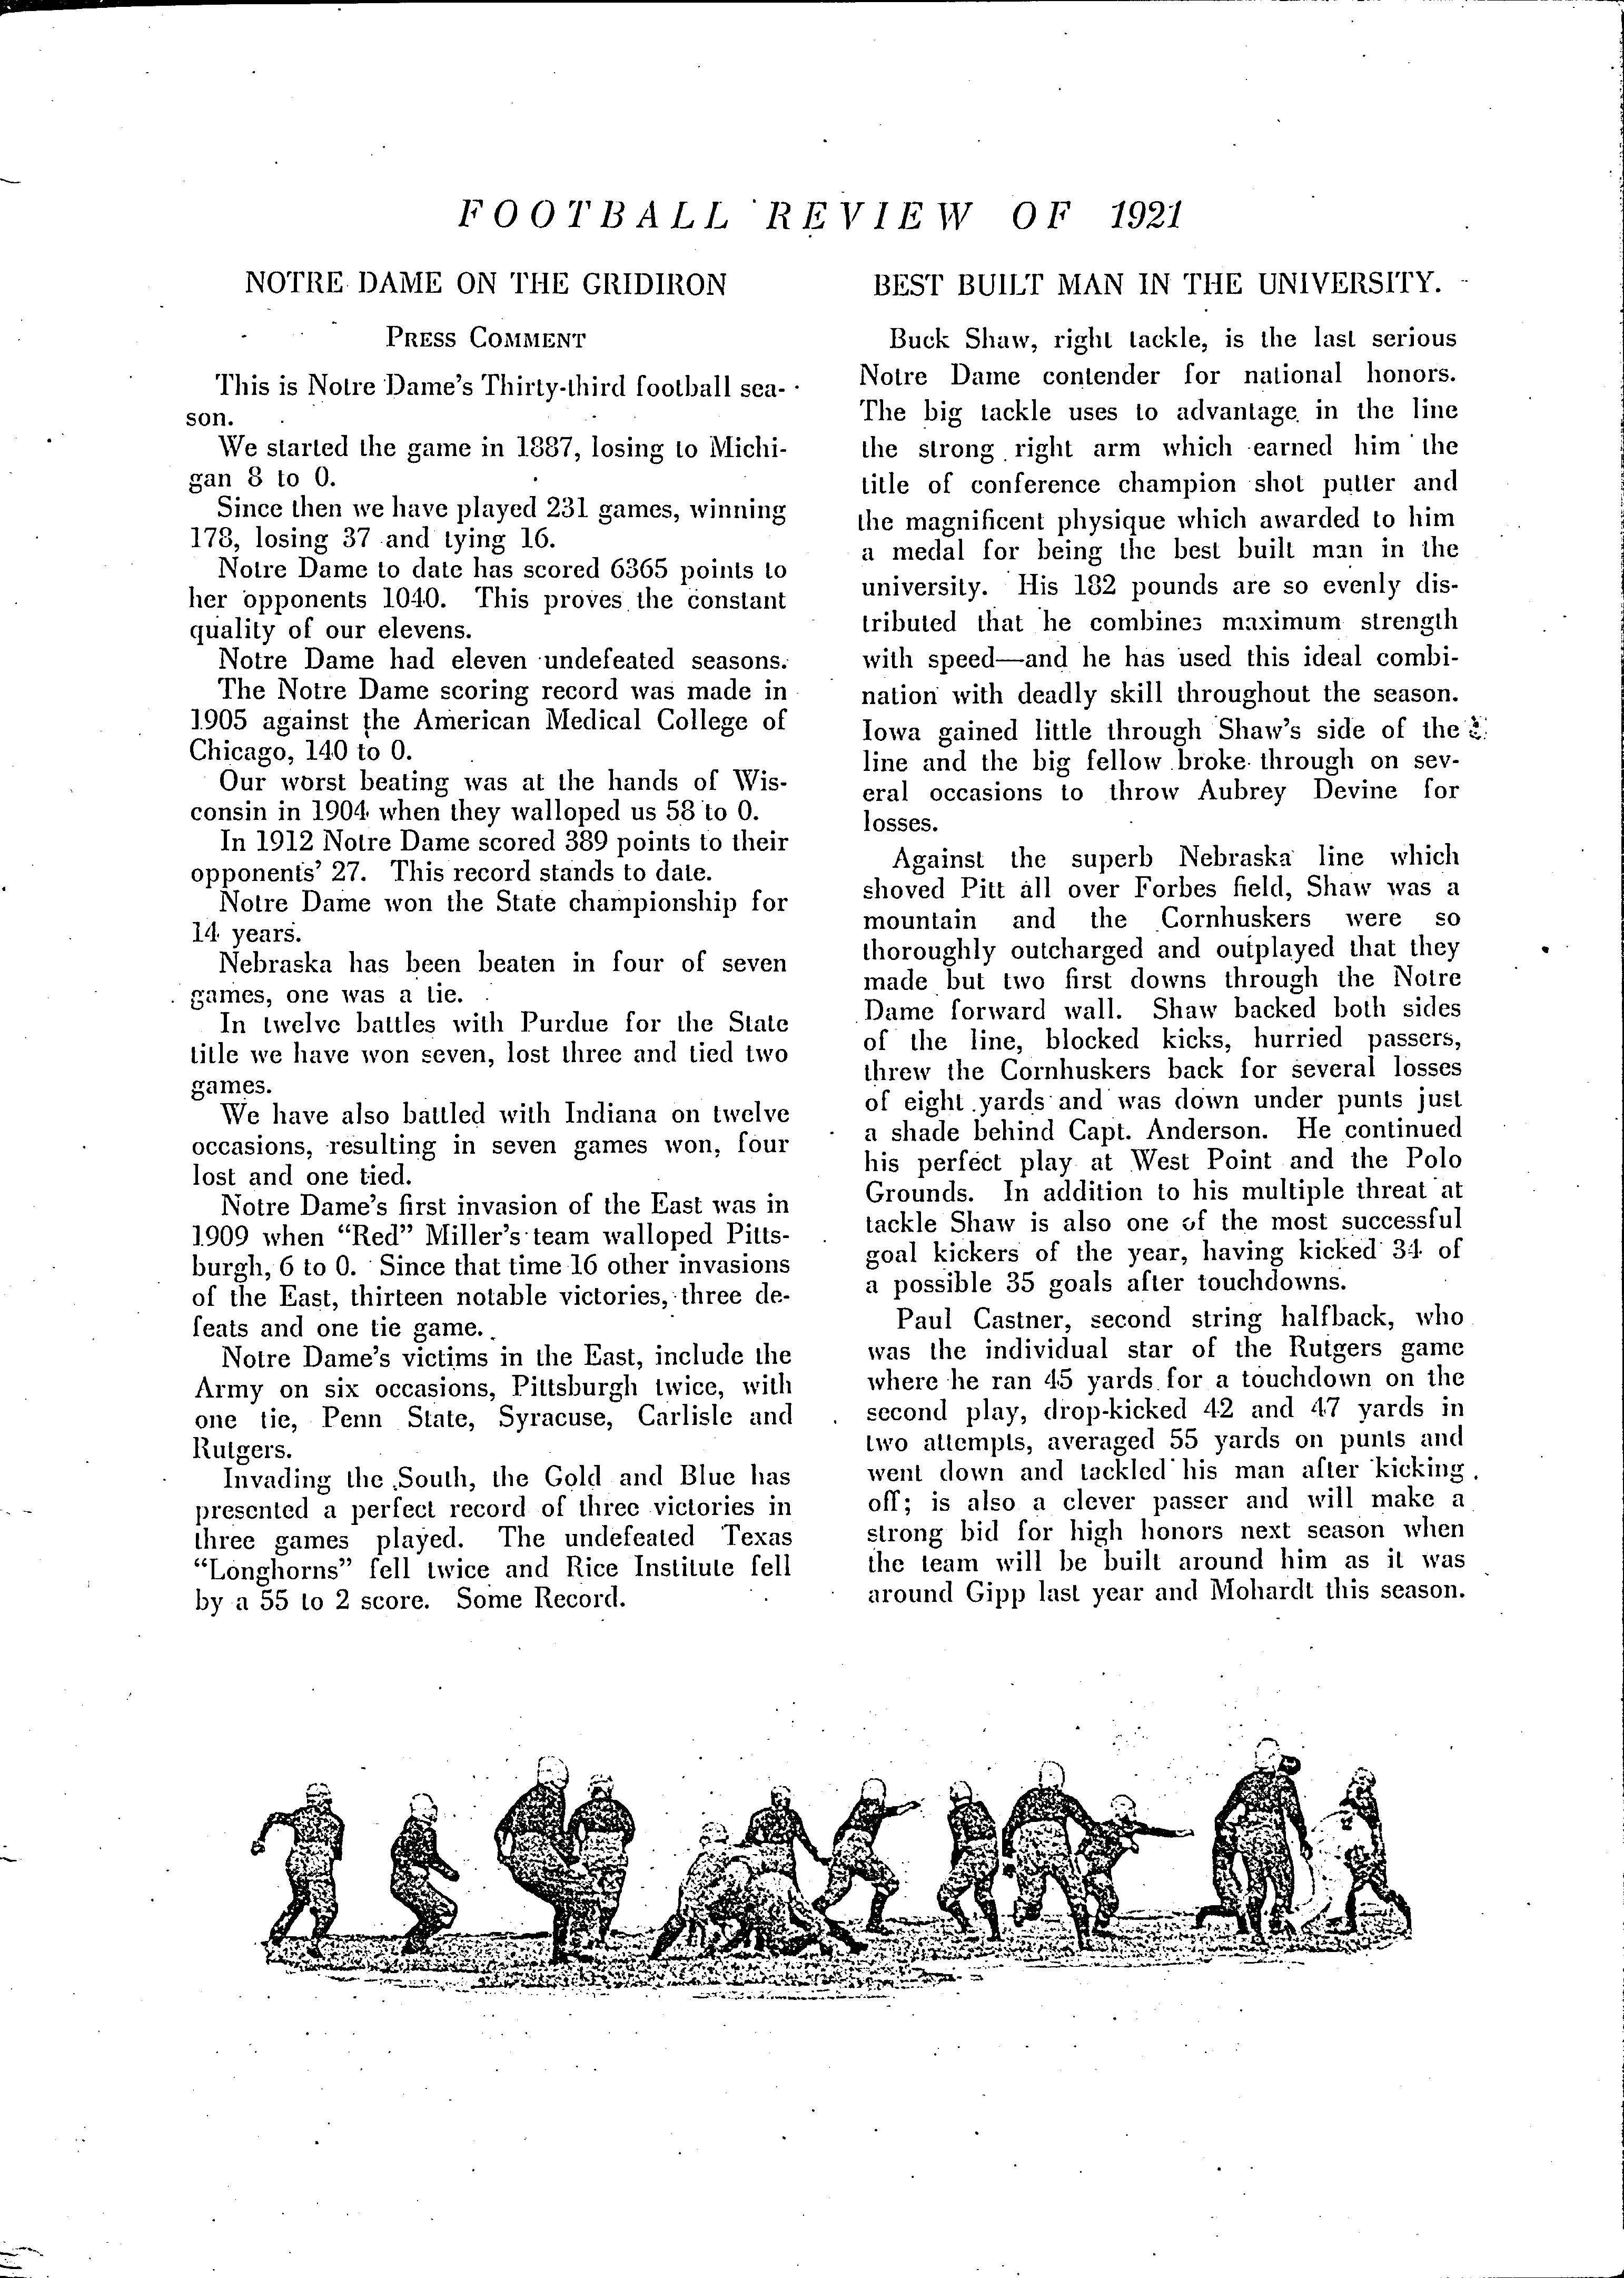 FOOTBALL REVIEW OF 1921
NOTRE DAME ON THE GRIDIRON
PRESS COMMENT
This is Notre Dame's Thirty-third football sea-
son.
We started the game in 1887, losing to Michi-
gan 8 to 0.
Since then we have played 231 games, winning
178, losing 37 and tying 16.
Notre Dame to date has scored 6365 points to
her opponents 1040. This proves the constant
quality of our elevens.
Notre Dame had eleven undefeated seasons.
The Notre Dame scoring record was made in
1905 against the American Medical College of
Chicago, 140 to 0.
Our worst beating was at the hands of Wis-
consin in 1904 when they walloped us 58 to 0.
In 1912 Notre Dame scored 389 points to their
opponents' 27. This record stands to date.
Notre Dame won the State championship for
14 years.
Nebraska has been beaten in four of seven
games, one was a tie.
In twelve battles with Purdue for the State
title we have won seven, lost three and tied two
games.
We have also battled with Indiana on twelve
occasions, resulting in seven games won, four
lost and one tied.
Notre Dame's first invasion of the East was in
1909 when "Red" Miller's team walloped Pitts-
burgh, 6 to 0. Since that time 16 other invasions
of the East, thirteen notable victories, three de-
feats and one tie game.
Notre Dame's victims in the East, include the
Army on six occasions, Pittsburgh twice, with
one tie, Penn State, Syracuse, Carlisle and
Rutgers.
Invading the South, the Gold and Blue has
presented a perfect record of three victories in
three games played. The undefeated Texas
"Longhorns" fell twice and Rice Institute fell
by a 55 to 2 score. Some Record.
BEST BUILT MAN IN THE UNIVERSITY.
Buck Shaw, right tackle, is the last serious
Notre Dame contender for national honors.
The big tackle uses to advantage in the line
the strong right arm which earned him the
title of conference champion shot putter and
the magnificent physique which awarded to him
a medal for being the best built man in the
university. His 182 pounds are so evenly dis-
tributed that he combines maximum strength
with speed—and he has used this ideal combi-
nation with deadly skill throughout the season.
Iowa gained little through Shaw's side of the
line and the big fellow broke through on sev-
eral occasions to throw Aubrey Devine for
losses.
Against the superb Nebraska line which
shoved Pitt all over Forbes field, Shaw was a
mountain and the Cornhuskers were so
thoroughly outcharged and outplayed that they
made but two first downs through the Notre
Dame forward wall. Shaw backed both sides
of the line, blocked kicks, hurried passers,
threw the Cornhuskers back for several losses
of eight yards and was down under punts just
a shade behind Capt. Anderson. He continued
his perfect play at West Point and the Polo
Grounds. In addition to his multiple threat at
tackle Shaw is also one of the most successful
goal kickers of the year, having kicked 34 of
a possible 35 goals after touchdowns.
Paul Castner, second string halfback, who
was the individual star of the Rutgers game
where he ran 45 yards for a touchdown on the
second play, drop-kicked 42 and 47 yards in
two attempts, averaged 55 yards on punts and
went down and tackled his man after kicking
off; is also a clever passer and will make a
strong bid for high honors next season when
the team will be built around him as it was
around Gipp last year and Mohardt this season.